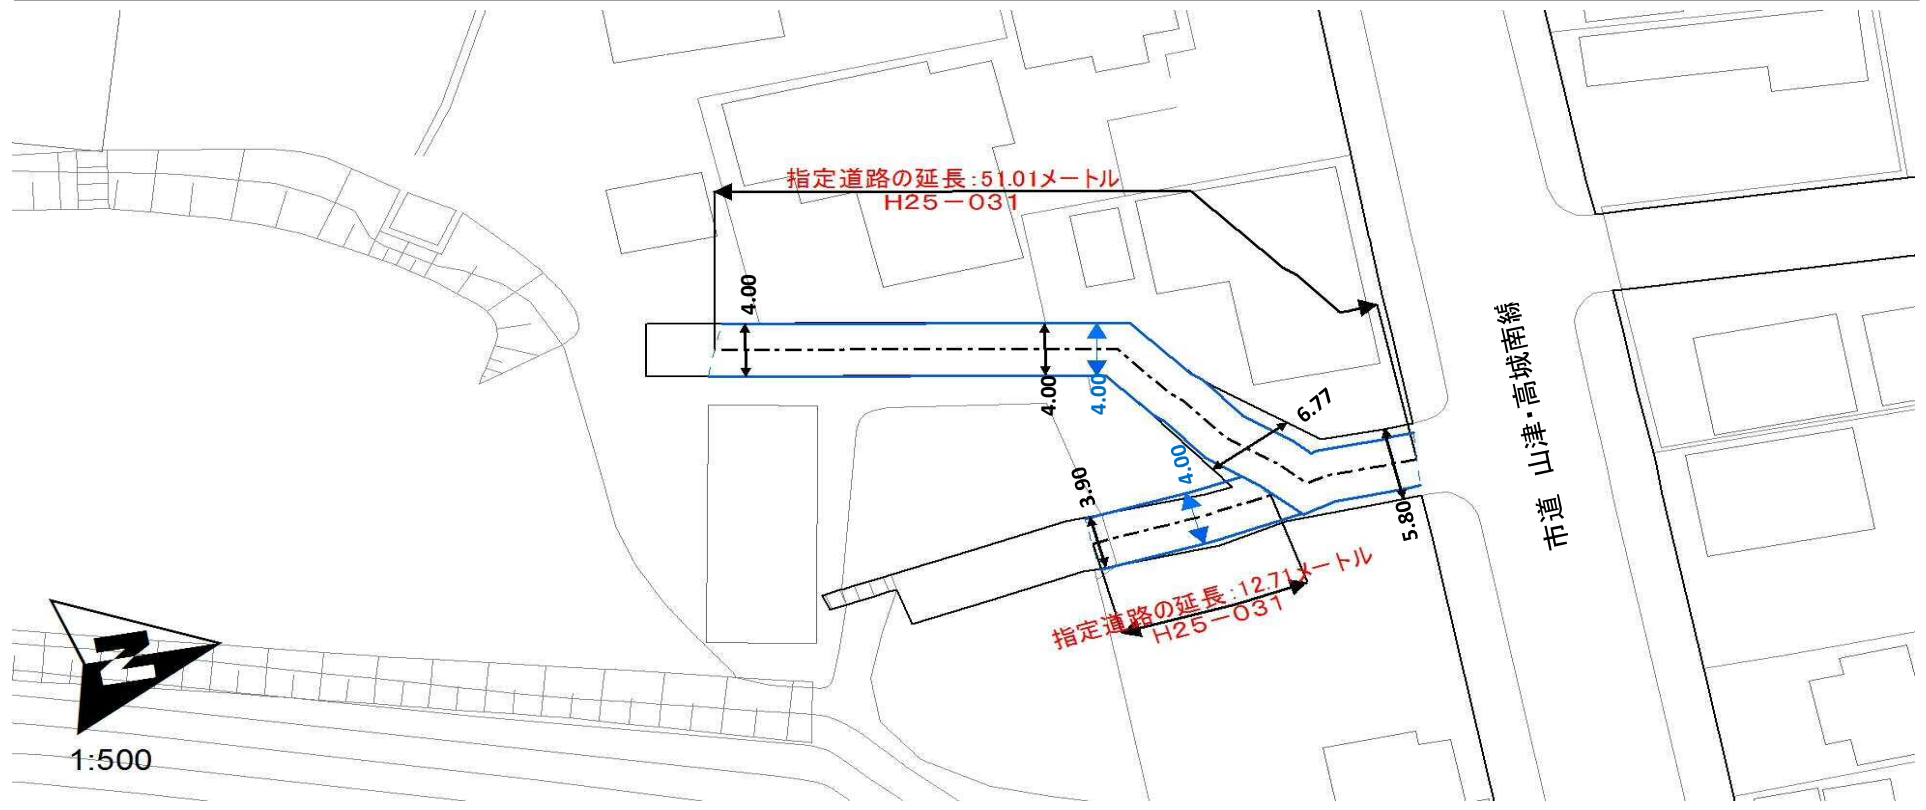 指定道路の延長:51.01メートル
H25-031
4.00
4.00
4.00
6.77
4.00
3.90
5.80
市道 山津・高城南線
指定道路の延長:12.71メートル
H25-031
N
1:500